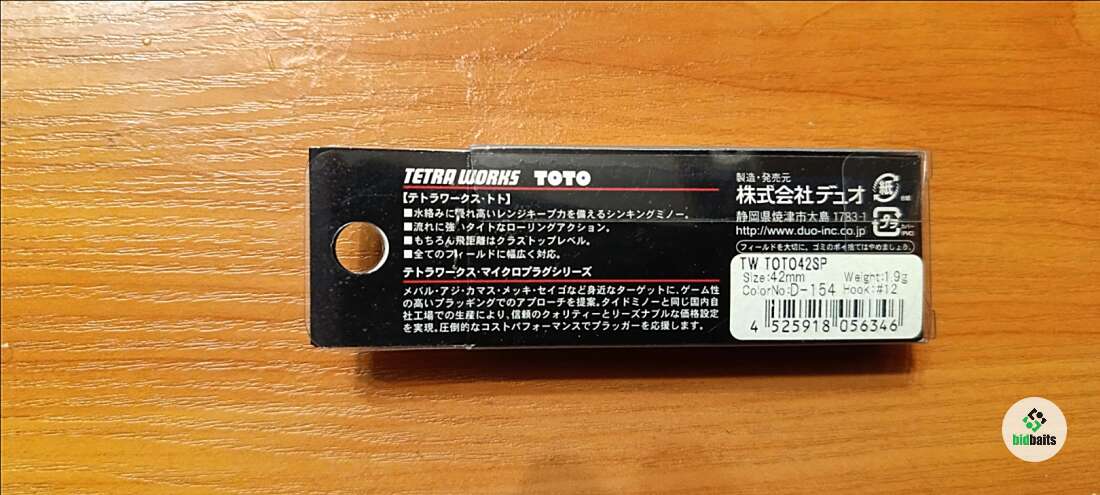 TETRA WORKS TOTO
【テトラワークス・トト】
■水絡みに優れ高いレンジキープ力を備えるシンキングミノー。
■流れに強いタイトなローリングアクション。
■もちろん飛距離はクラストップレベル。
■全てのフィールドに幅広く対応。
テトラワークス・マイクロプラグシリーズ
メバル・アジ・カマス・メッキ・セイゴなど身近なターゲットに、ゲーム性
の高いプラッギングでのアプローチを提案。タイドミノーと同じ国内自
社工場での生産により、信頼のクォリティーとリーズナブルな価格設定
を実現。圧倒的なコストパフォーマンスでプラッガーを応援します。
製造・発売元
株式会社デュオ
静岡県焼津市大島 1783-1
http://www.duo-inc.co.jp
紙
プラ
カバー
(PVC)
フィールドを大切に。ゴミのポイ捨てはやめましょう。
TW TOTO42SP
Size:42mm Weight:1.9g
ColorNo:D-154 Hook:#12
4 525918 056346
bidbaits